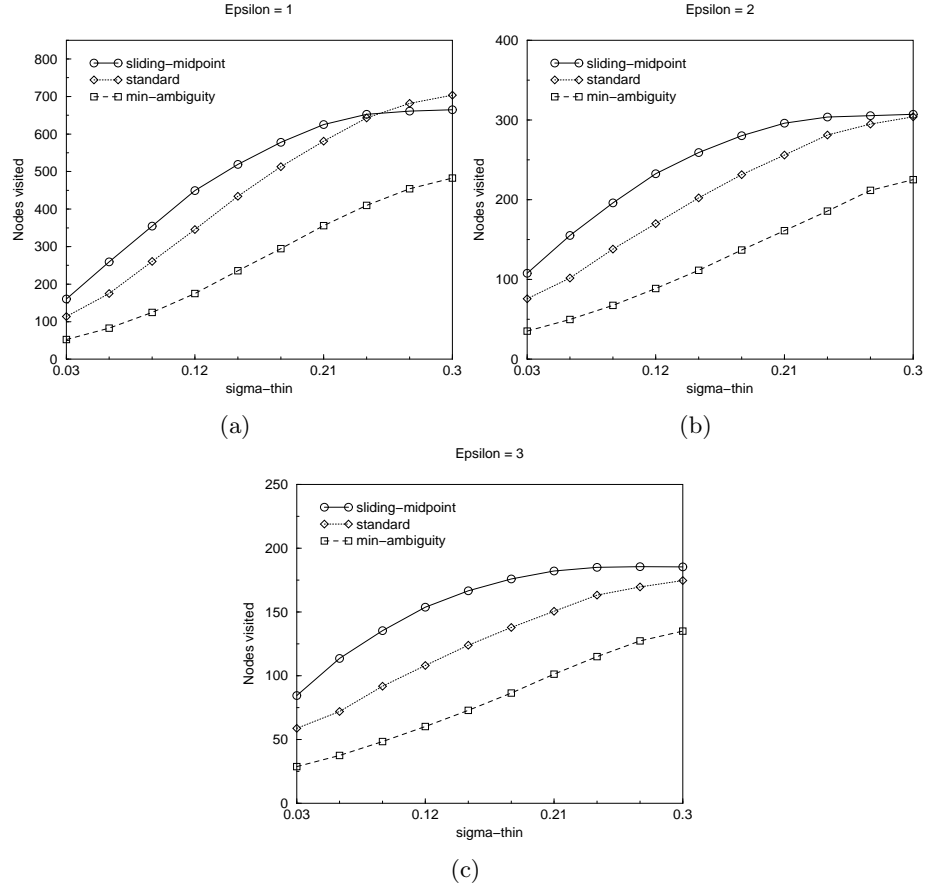 Epsilon = 1
sliding−midpoint
standard
min−ambiguity
Nodes visited
800
700
600
500
400
300
200
100
0
0.03 0.12 0.21 0.3
sigma−thin
(a)
Epsilon = 2
sliding−midpoint
standard
min−ambiguity
Nodes visited
400
300
200
100
0
0.03 0.12 0.21 0.3
sigma−thin
(b)
Epsilon = 3
sliding−midpoint
standard
min−ambiguity
Nodes visited
250
200
150
100
50
0
0.03 0.12 0.21 0.3
sigma−thin
(c)